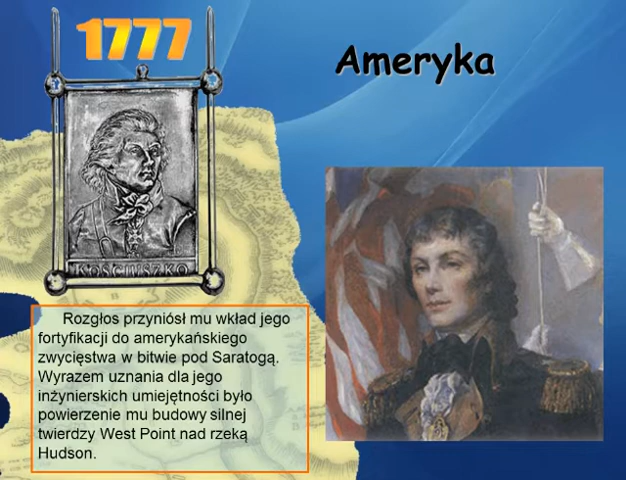 1777
Ameryka
KOŚCIUSZKO
Rozgłos przyniósł mu wkład jego
fortyfikacji do amerykańskiego
zwycięstwa w bitwie pod Saratogą.
Wyrazem uznania dla jego
inżynierskich umiejętności było
powierzenie mu budowy silnej
twierdzy West Point nad rzeką
Hudson.